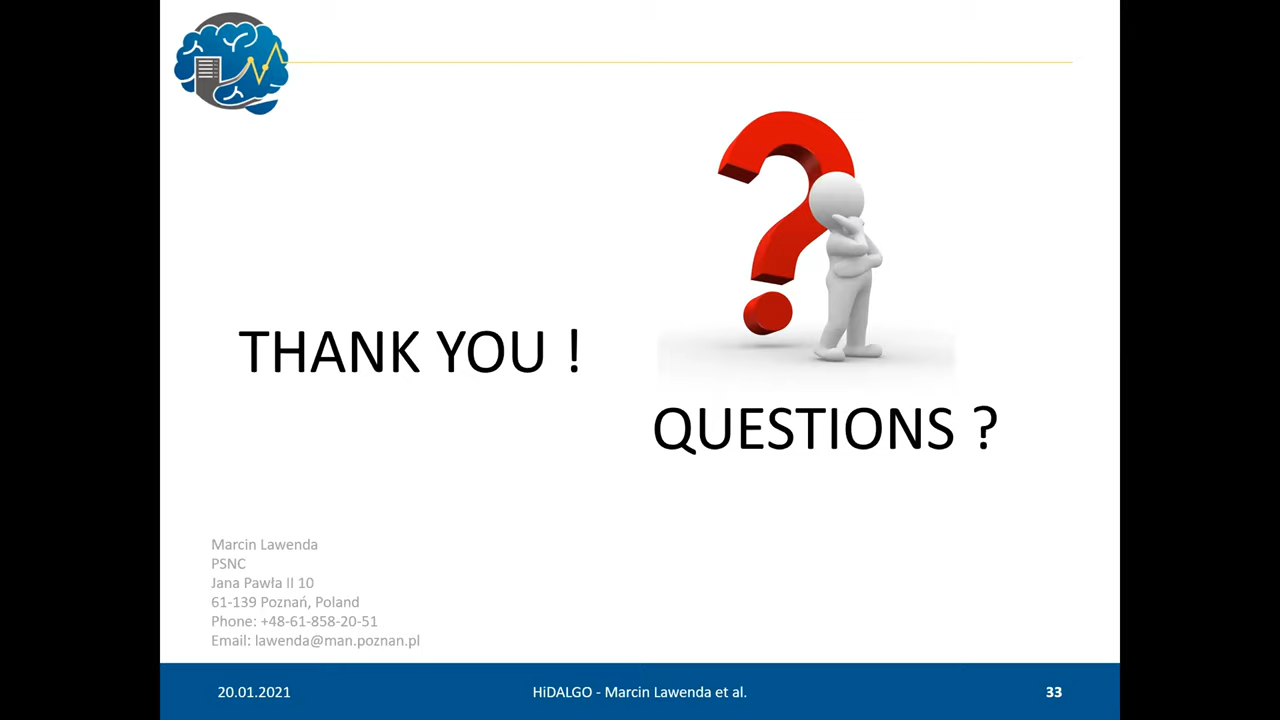 THANK YOU !
QUESTIONS ?
Marcin Lawenda
PSNC
Jana Pawła II 10
61-139 Poznań, Poland
Phone: +48-61-858-20-51
Email: lawenda@man.poznan.pl
20.01.2021
HiDALGO - Marcin Lawenda et al.
33